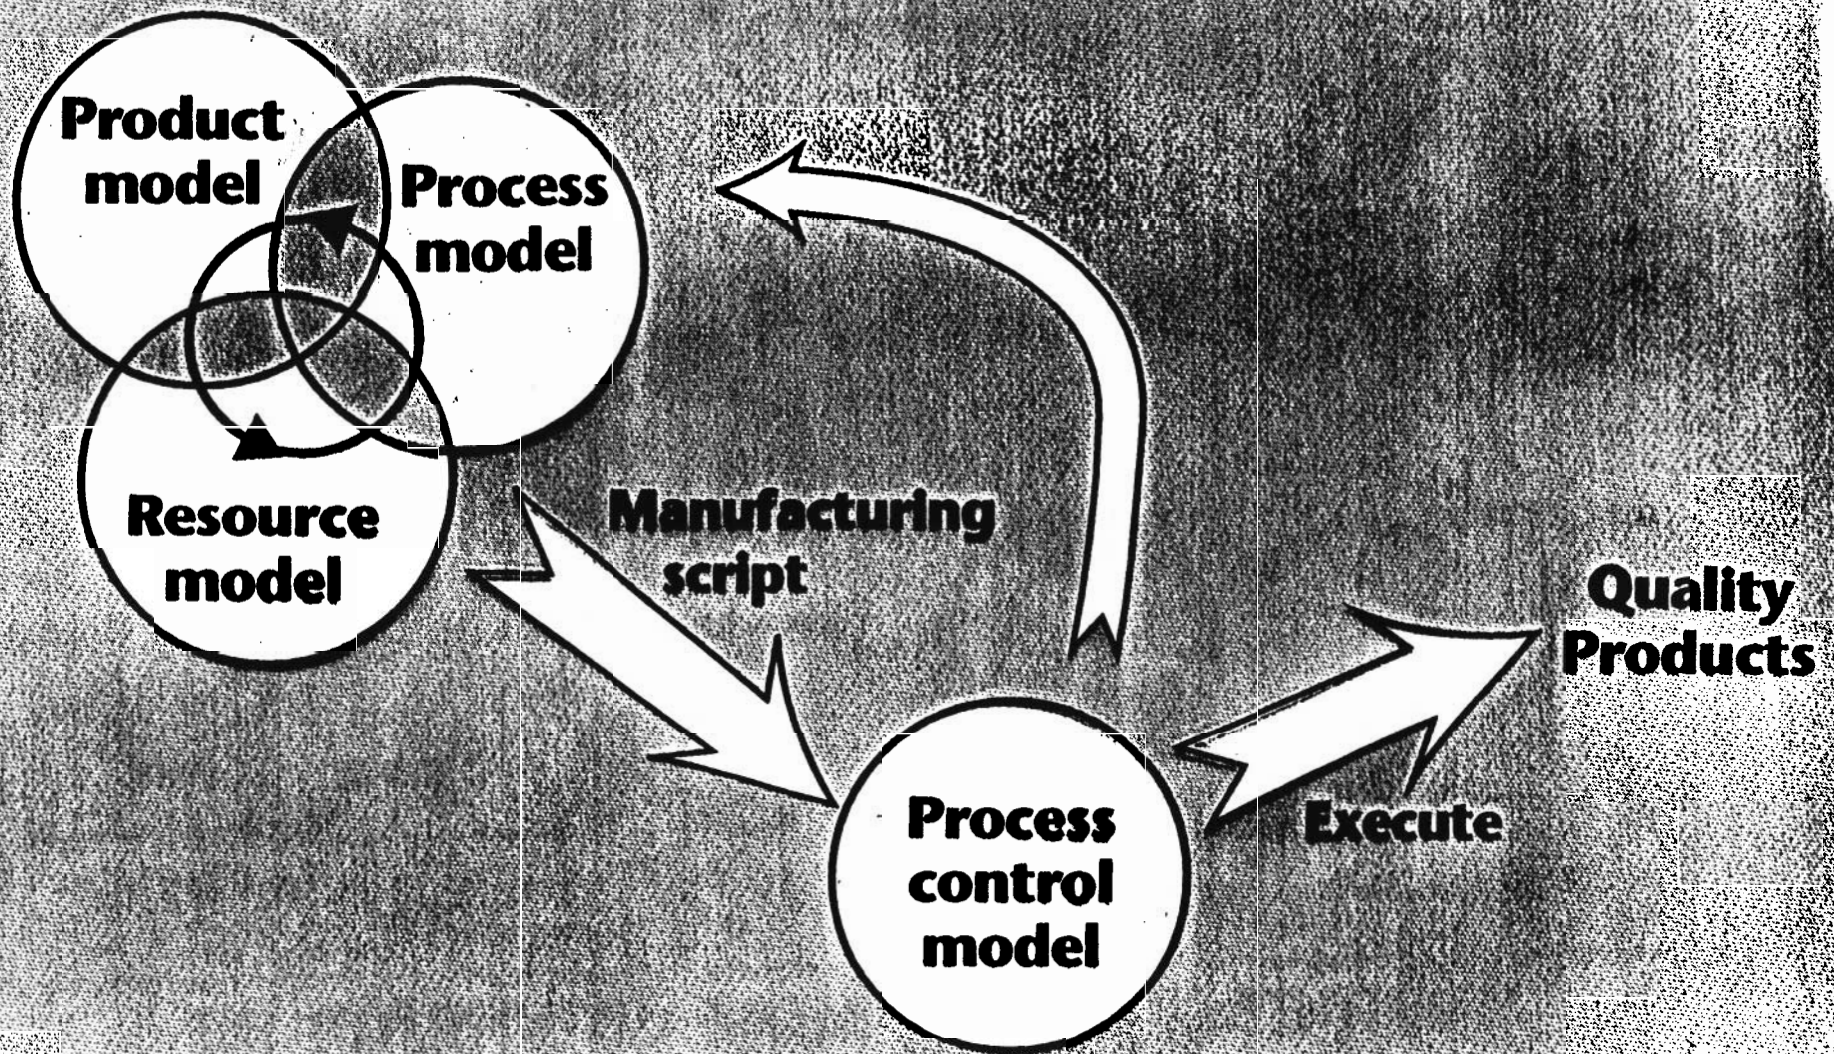 Product
model
Process
model
Resource
model
Manufacturing
script
Quality
Products
Execute
Process
control
model